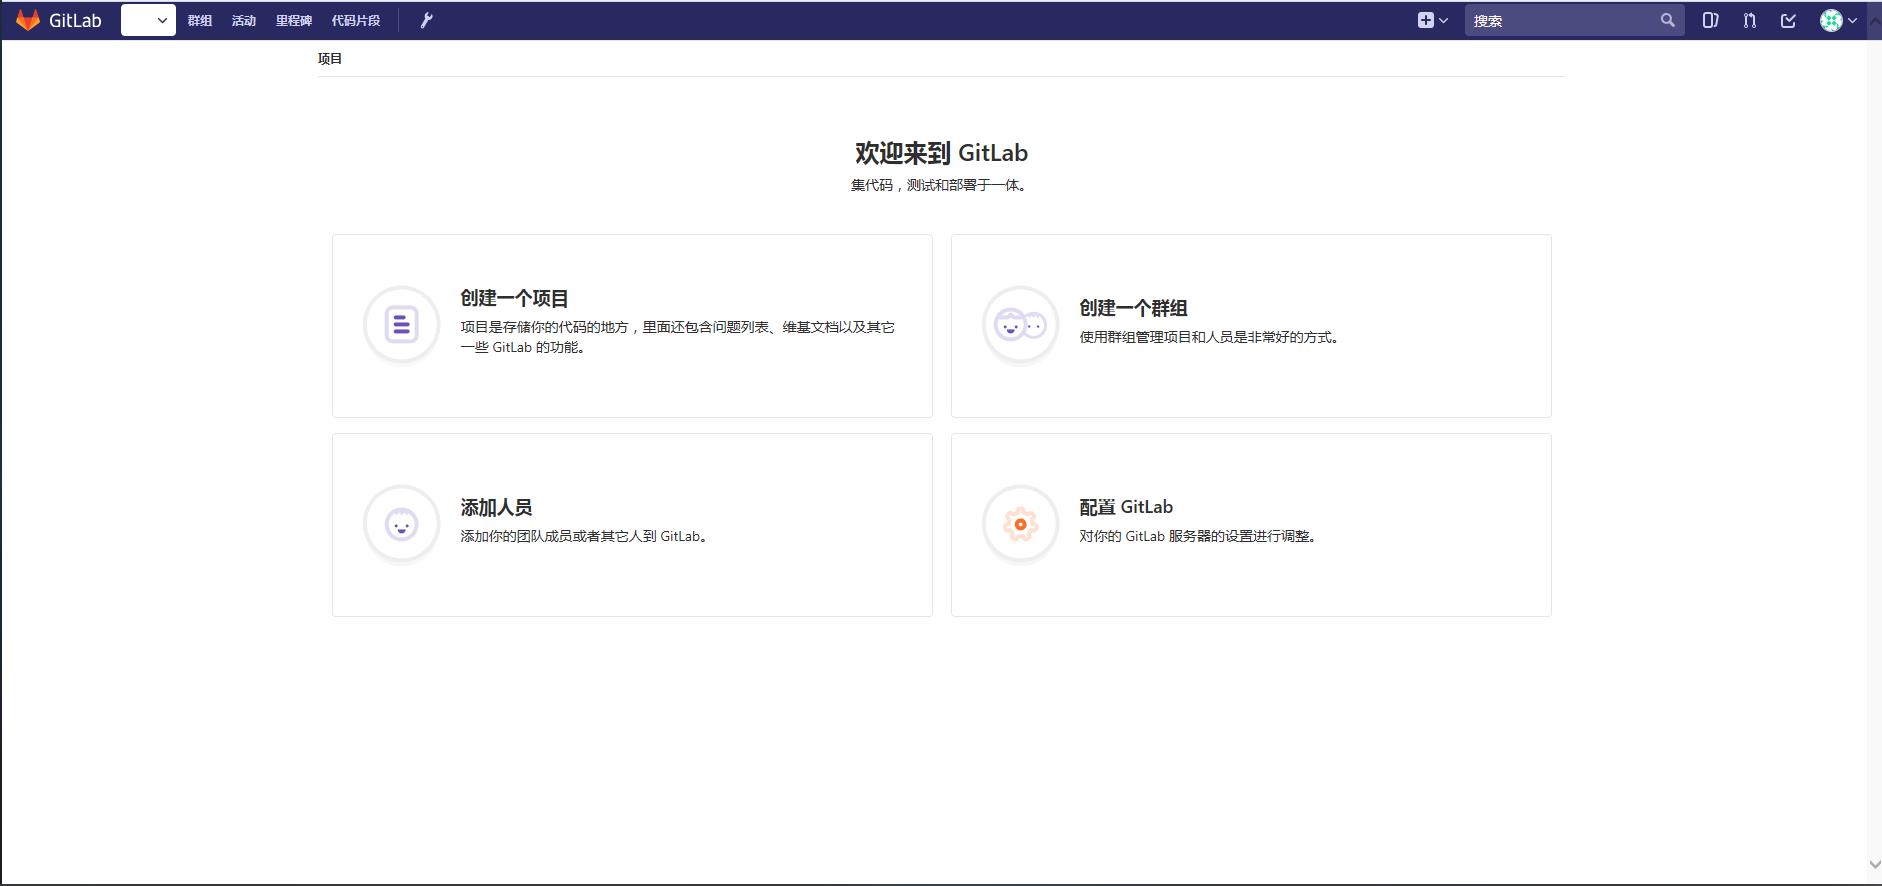 GitLab
群组
活动
里程碑
代码片段
搜索
项目
欢迎来到 GitLab
集代码，测试和部署于一体。
创建一个项目
项目是存储你的代码的地方，里面还包含问题列表、维基文档以及其它
一些 GitLab 的功能。
创建一个群组
使用群组管理项目和人员是非常好的方式。
添加人员
添加你的团队成员或者其它人到 GitLab。
配置 GitLab
对你的 GitLab 服务器的设置进行调整。